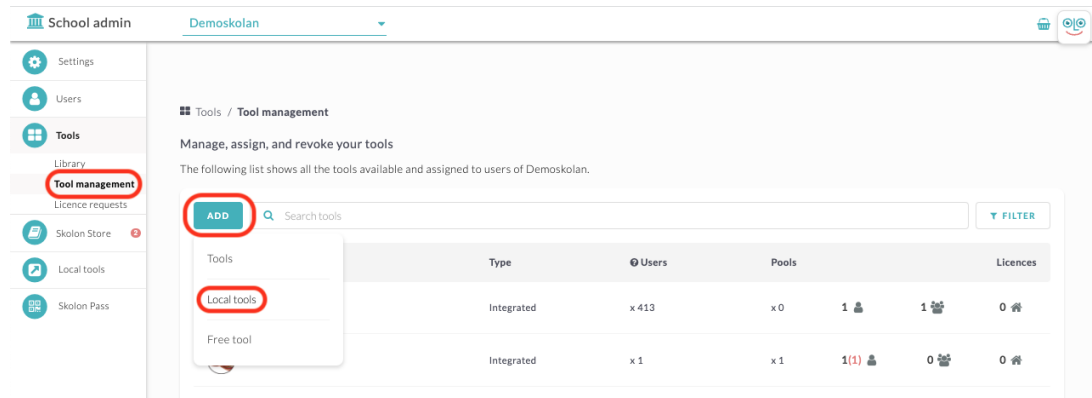 School admin
Demoskolan
Settings
Users
Tools
Library
Tool management
Licence requests
Skolon Store 2
Local tools
Skolon Pass
Tools / Tool management
Manage, assign, and revoke your tools
The following list shows all the tools available and assigned to users of Demoskolan.
ADD Search tools FILTER
Tools
Local tools
Free tool
Type Users Pools Licences
Integrated x 413 x 0 1 1 0
Integrated x 1 x 1 1(1) 0 0